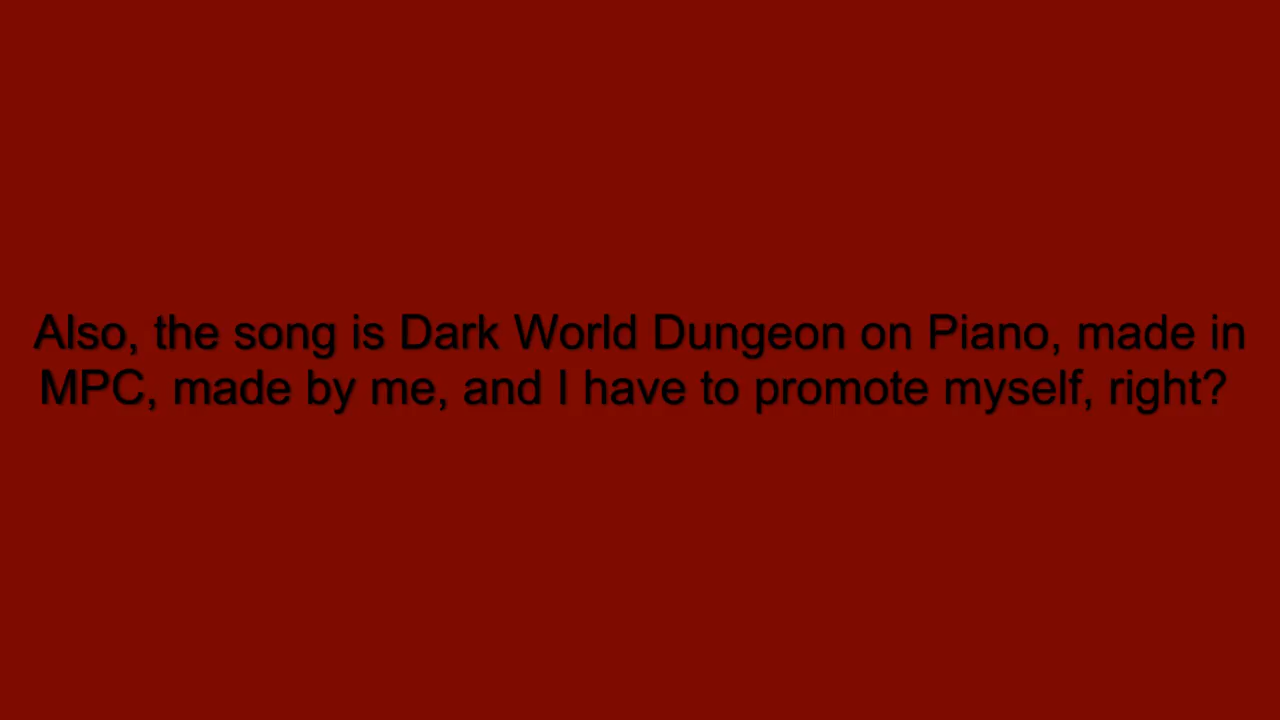 Also, the song is Dark World Dungeon on Piano, made in
MPC, made by me, and I have to promote myself, right?